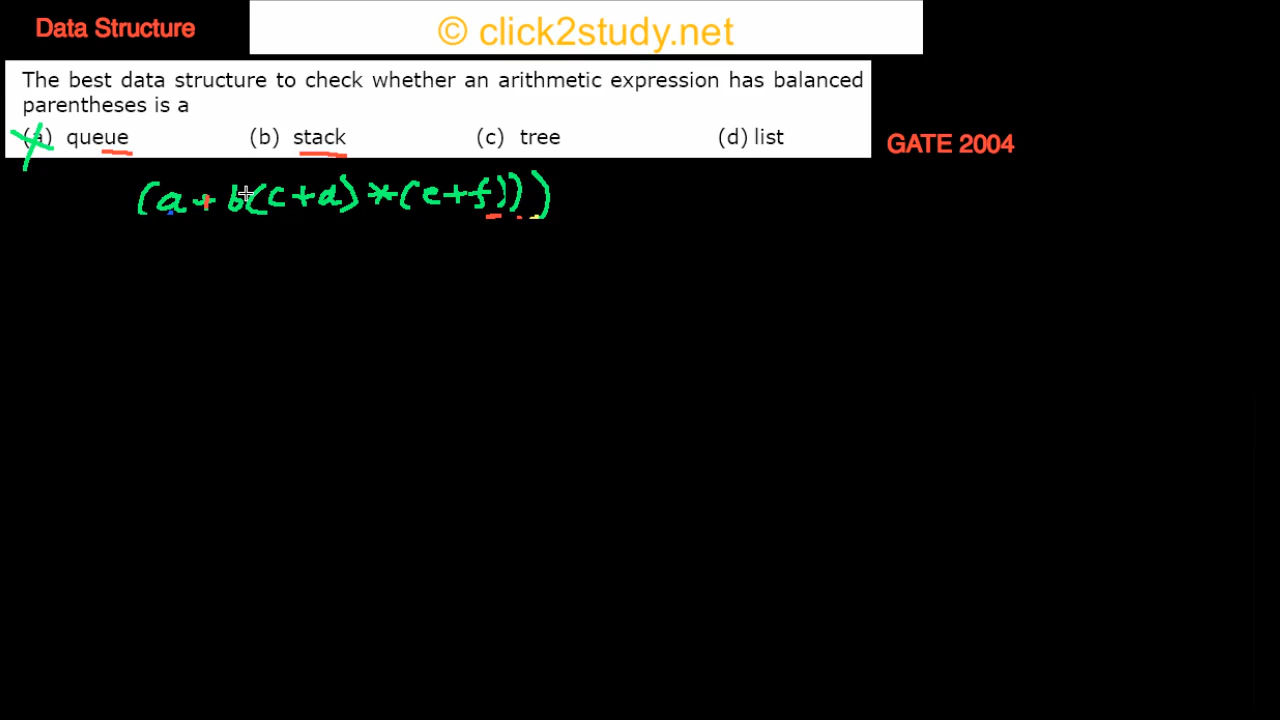 Data Structure
© click2study.net
The best data structure to check whether an arithmetic expression has balanced
parentheses is a
(a) queue (b) stack (c) tree (d) list
GATE 2004
(a + b(c+d) *(e+f)))